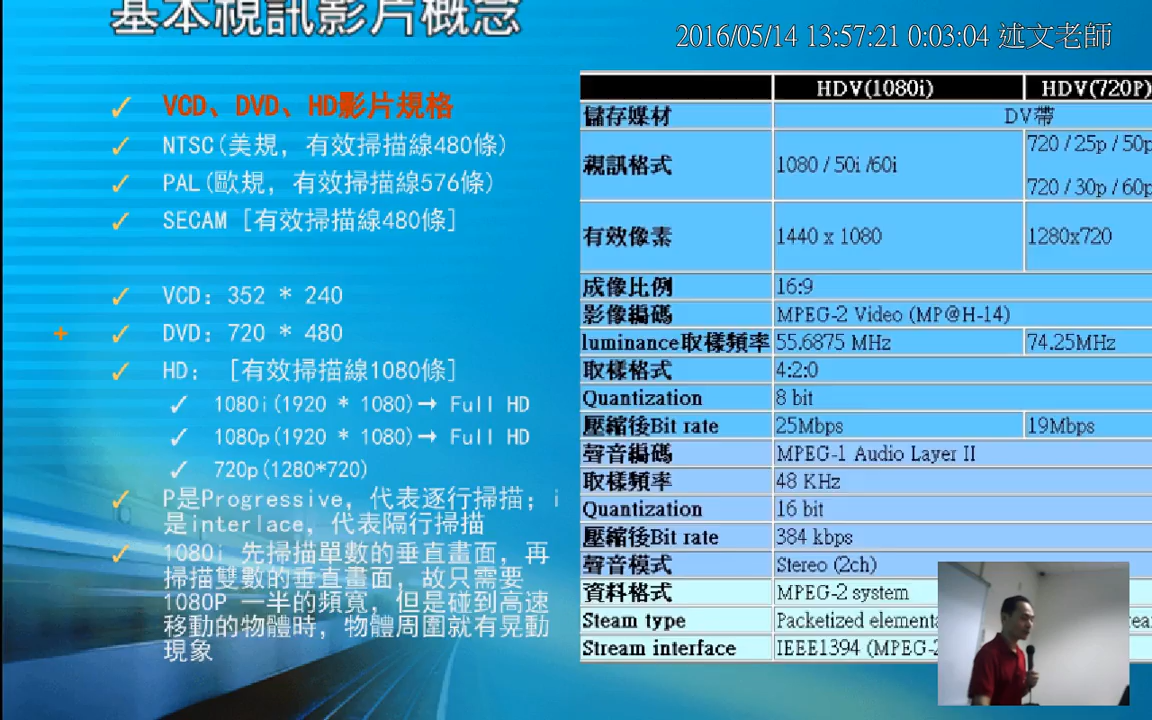 基本視訊影片概念
2016/05/14 13:57:21 0:03:04 述文老師
VCD、DVD、HD影片規格
NTSC(美規, 有效掃描線480條)
PAL(歐規, 有效掃描線576條)
SECAM [有效掃描線480條]
VCD: 352 * 240
DVD: 720 * 480
HD: [有效掃描線1080條]
1080i(1920 * 1080)→ Full HD
1080p(1920 * 1080)→ Full HD
720p(1280*720)
P是Progressive, 代表逐行掃描; i
是interlace, 代表隔行掃描
1080i 先掃描單數的垂直畫面, 再
掃描雙數的垂直畫面, 故只需要
1080P 一半的頻寬, 但是碰到高速
移動的物體時, 物體周圍就有晃動
現象
HDV(1080i) HDV(720P)
儲存媒材 DV帶
視訊格式 1080 / 50i /60i 720 / 25p / 50p
720 / 30p / 60p
有效像素 1440 x 1080 1280x720
成像比例 16:9
影像編碼 MPEG-2 Video (MP@H-14)
luminance取樣頻率 55.6875 MHz 74.25MHz
取樣格式 4:2:0
Quantization 8 bit
壓縮後Bit rate 25Mbps 19Mbps
聲音編碼 MPEG-1 Audio Layer II
取樣頻率 48 KHz
Quantization 16 bit
壓縮後Bit rate 384 kbps
聲音模式 Stereo (2ch)
資料格式 MPEG-2 system
Steam type Packetized elementa
Stream interface IEEE1394 (MPEG-2